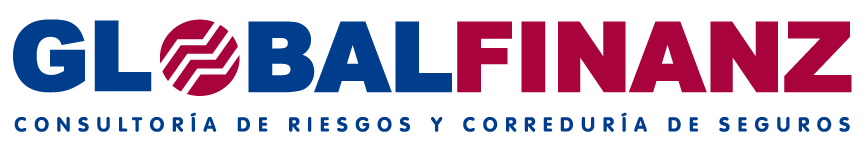 GLOBALFINANZ
CONSULTORÍA DE RIESGOS Y CORREDURÍA DE SEGUROS